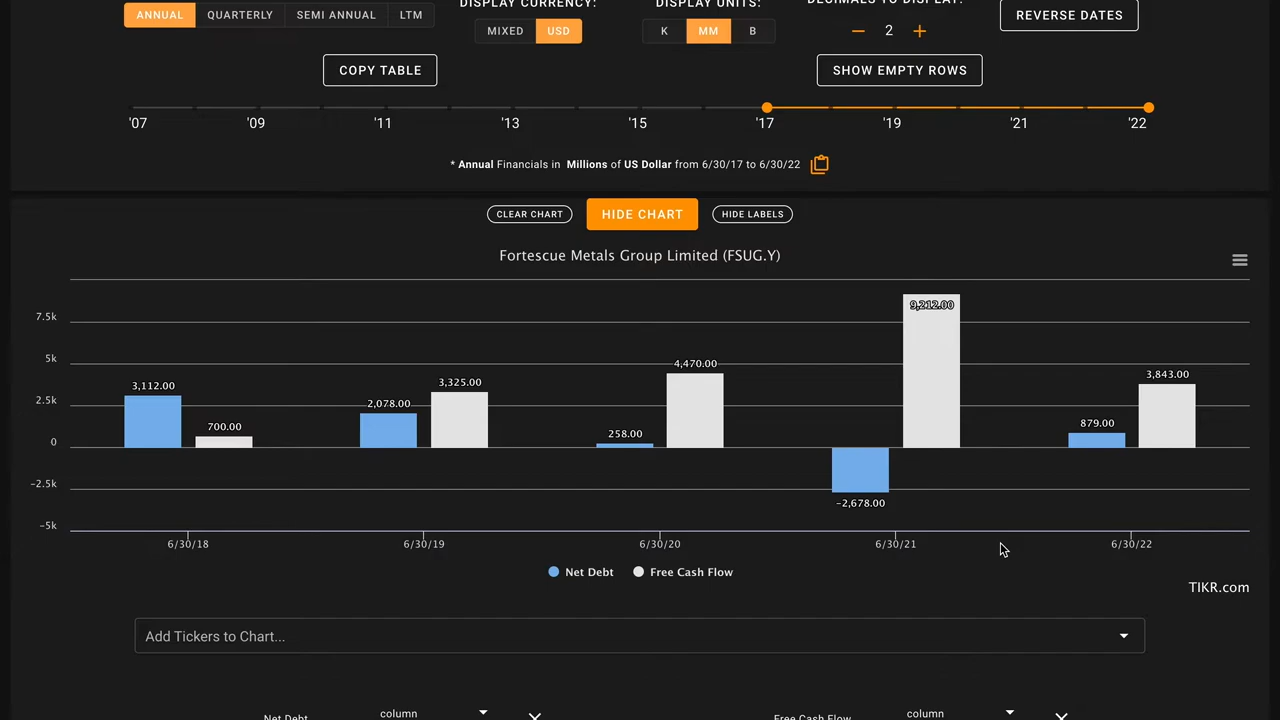 DISPLAY CURRENCY:
DISPLAY UNITS:
DECIMALS TO DISPLAY:
ANNUAL QUARTERLY SEMI ANNUAL LTM
MIXED USD
K MM B
2
REVERSE DATES
COPY TABLE
SHOW EMPTY ROWS
'07 '09 '11 '13 '15 '17 '19 '21 '22
* Annual Financials in Millions of US Dollar from 6/30/17 to 6/30/22
CLEAR CHART HIDE CHART HIDE LABELS
Fortescue Metals Group Limited (FSUG.Y)
7.5k
5k
2.5k
0
-2.5k
-5k
3,112.00
700.00
2,078.00
3,325.00
258.00
4,470.00
-2,678.00
9,212.00
879.00
3,843.00
6/30/18 6/30/19 6/30/20 6/30/21 6/30/22
Net Debt Free Cash Flow
TIKR.com
Add Tickers to Chart...
Net Debt column Free Cash Flow column